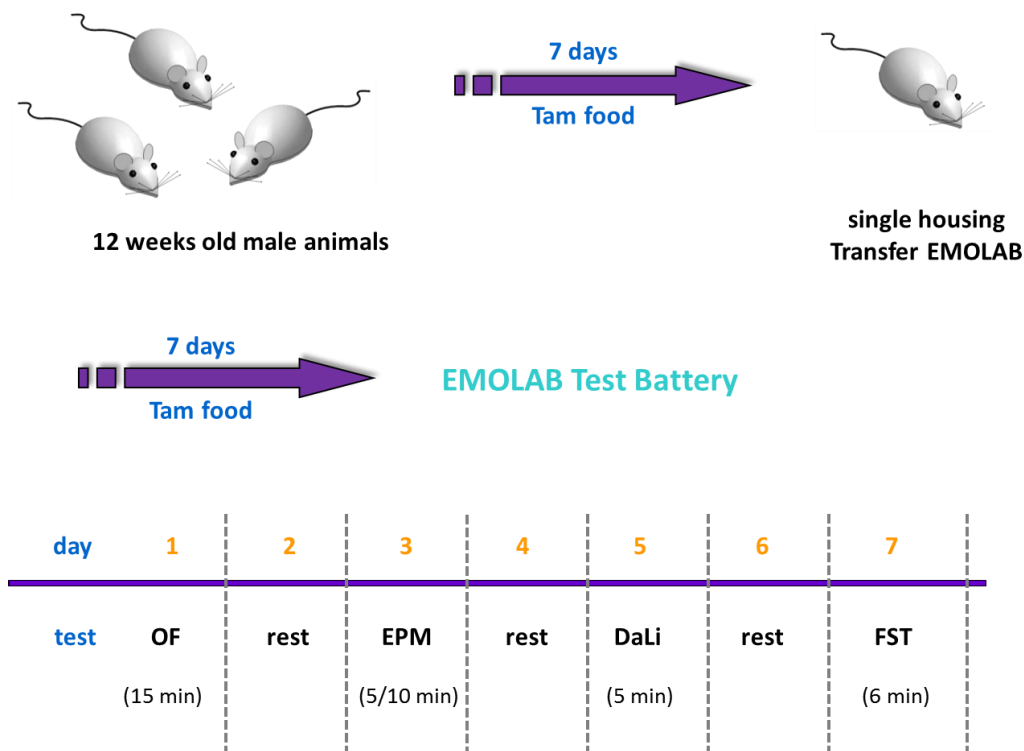 7 days
Tam food
12 weeks old male animals
single housing
Transfer EMOLAB
7 days
Tam food
EMOLAB Test Battery
day 1 2 3 4 5 6 7
test OF rest EPM rest DaLi rest FST
(15 min) (5/10 min) (5 min) (6 min)